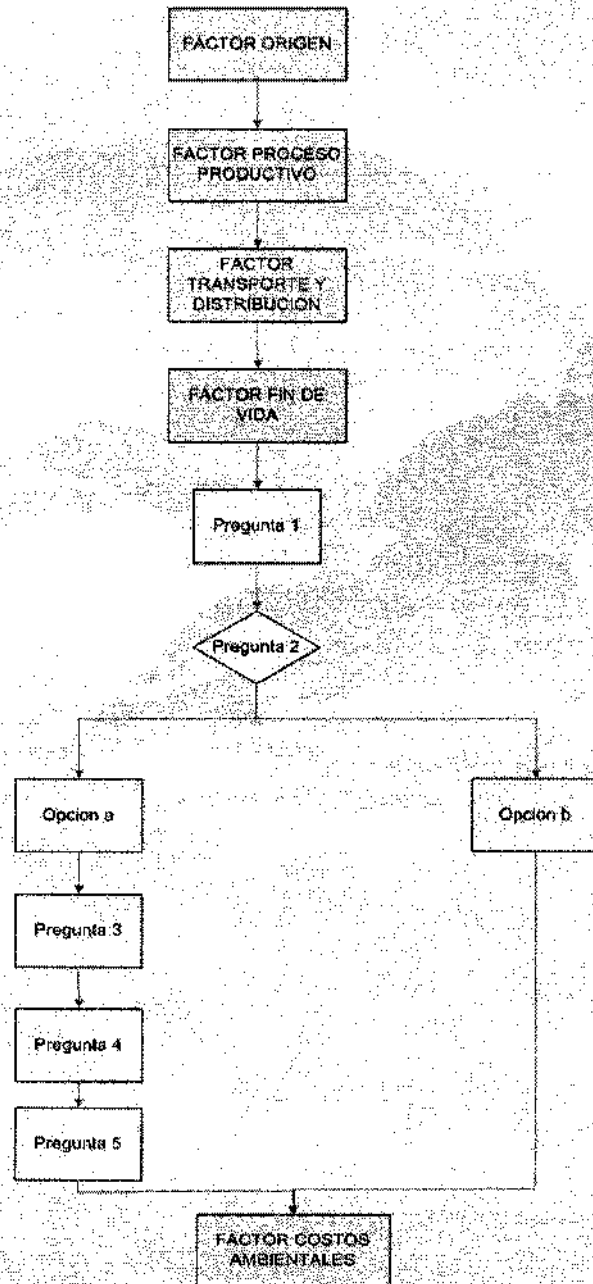 FACTOR ORIGEN
FACTOR PROCESO
PRODUCTIVO
FACTOR
TRANSPORTE Y
DISTRIBUCION
FACTOR FIN DE
VIDA
Pregunta 1
Pregunta 2
Opcion a
Opcion b
Pregunta 3
Pregunta 4
Pregunta 5
FACTOR COSTOS
AMBIENTALES